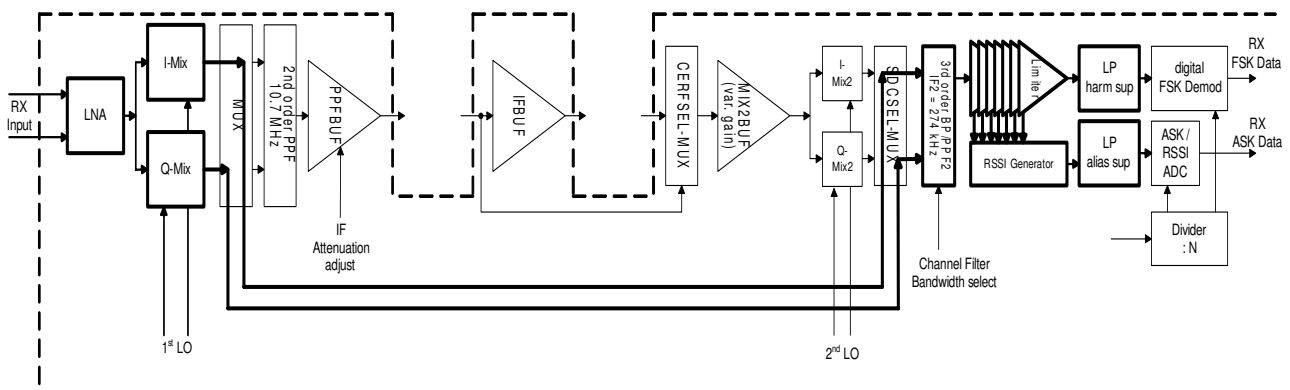 RX
Input
LNA
I-Mix
Q-Mix
MUX
2nd order PPF
10.7 MHz
PPFBUF
IF
Attenuation
adjust
1st LO
IFBUF
CERFSEL-MUX
MIX2BUF
(var. gain)
I-
Mix2
Q-
Mix2
2nd LO
SDCSEL-MUX
3rd order BP/PPF2
IF2 = 274 kHz
Channel Filter
Bandwidth select
Limiter
RSSI Generator
LP
harm sup
LP
alias sup
digital
FSK Demod
ASK /
RSSI
ADC
Divider
: N
RX
FSK Data
RX
ASK Data